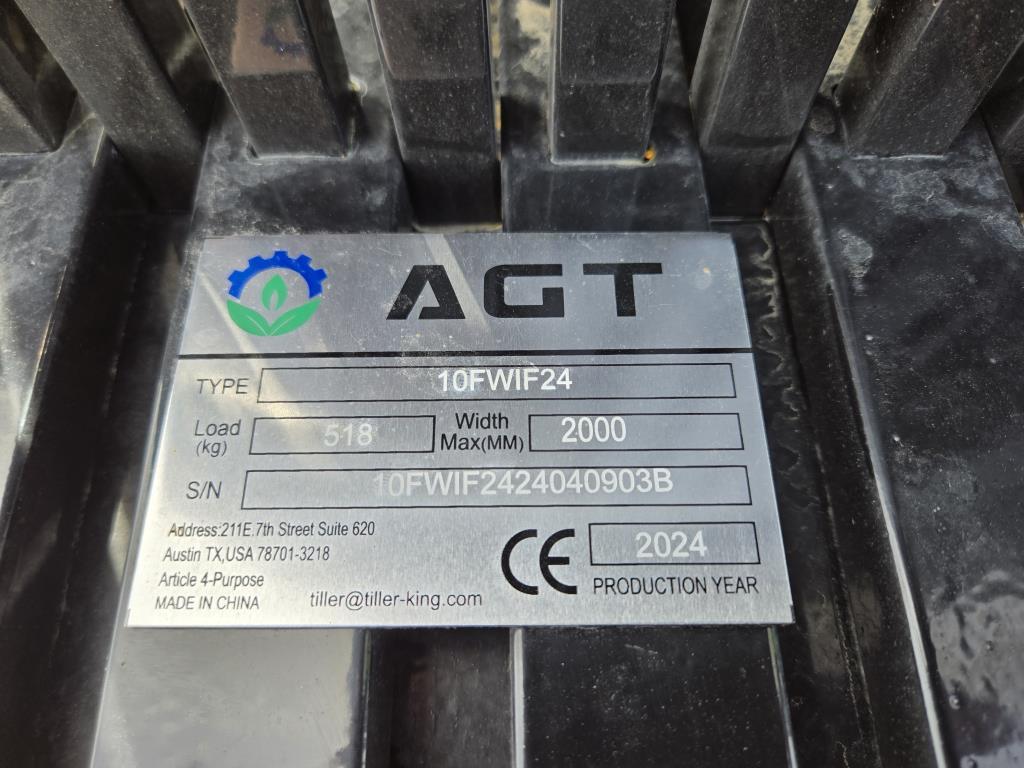 AGT
TYPE 10FWIF24
Load (kg) 518 Width Max(MM) 2000
S/N 10FWIF2424040903B
Address:211E.7th Street Suite 620
Austin TX,USA 78701-3218
Article 4-Purpose
MADE IN CHINA tiller@tiller-king.com
CE 2024
PRODUCTION YEAR